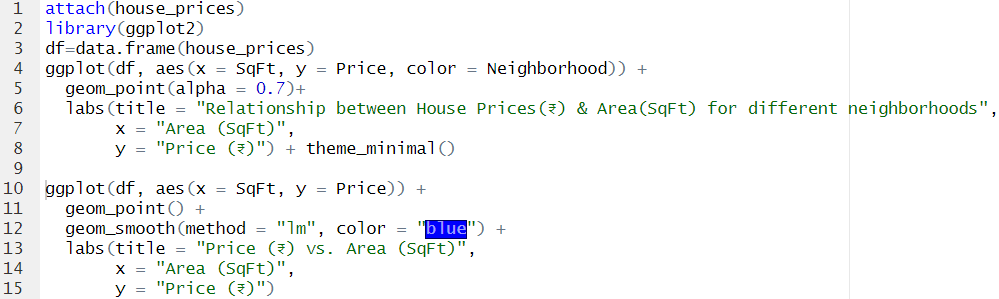 1 attach(house_prices)
2 library(ggplot2)
3 df=data.frame(house_prices)
4 ggplot(df, aes(x = SqFt, y = Price, color = Neighborhood)) +
5   geom_point(alpha = 0.7)+
6   labs(title = "Relationship between House Prices(₹) & Area(SqFt) for different neighborhoods",
7        x = "Area (SqFt)",
8        y = "Price (₹)") + theme_minimal()
9
10 ggplot(df, aes(x = SqFt, y = Price)) +
11   geom_point() +
12   geom_smooth(method = "lm", color = "blue") +
13   labs(title = "Price (₹) vs. Area (SqFt)",
14        x = "Area (SqFt)",
15        y = "Price (₹)")